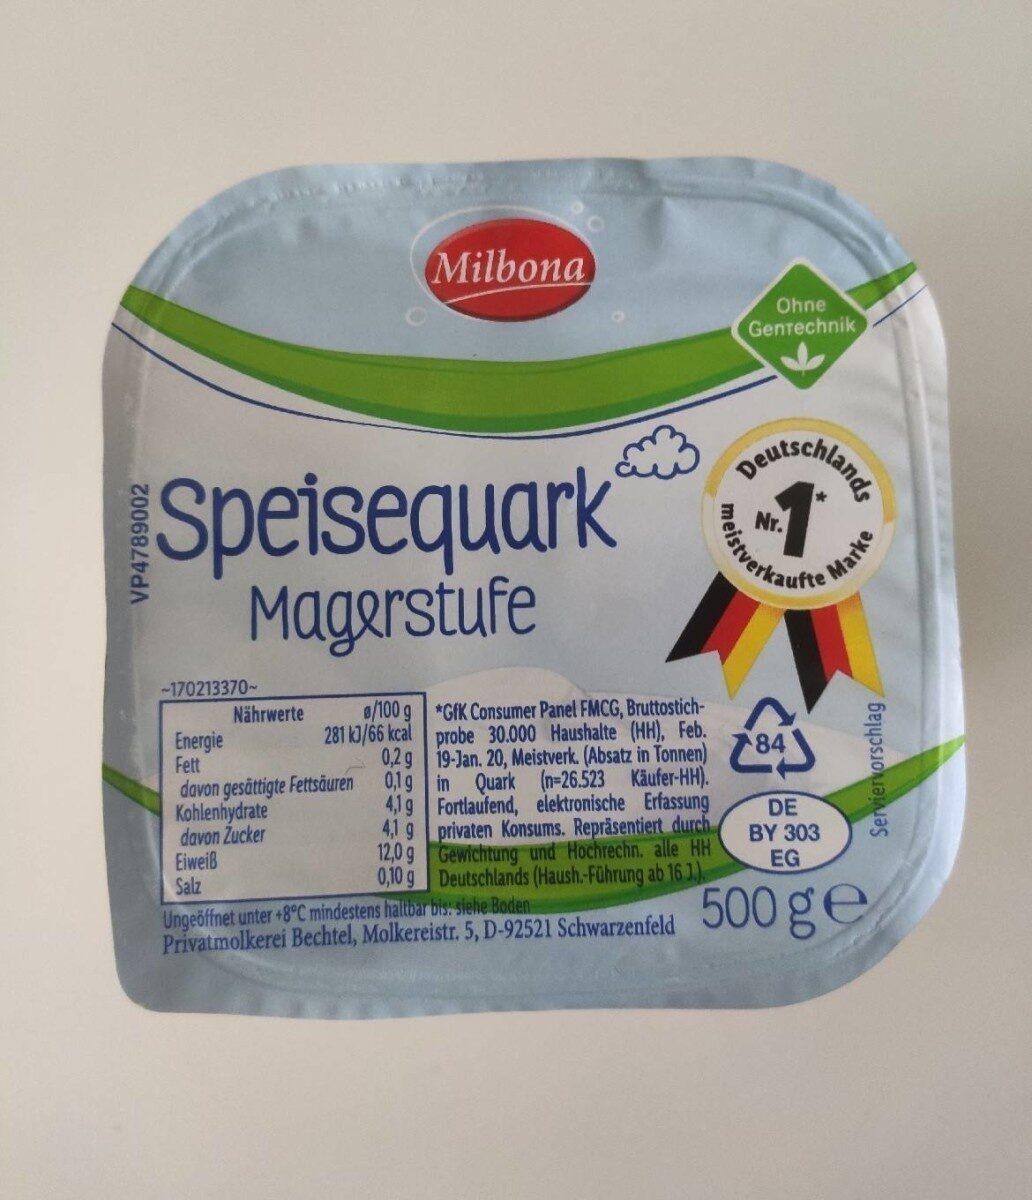 Milbona
Ohne
Gentechnik
Deutschlands
Nr. 1*
meistverkaufte Marke
Speisequark
Magerstufe
VP4789002
~170213370~
Nährwerte ø/100 g
Energie 281 kJ/66 kcal
Fett 0,2 g
davon gesättigte Fettsäuren 0,1 g
Kohlenhydrate 4,1 g
davon Zucker 4,1 g
Eiweiß 12,0 g
Salz 0,10 g
*GfK Consumer Panel FMCG, Bruttostich-
probe 30.000 Haushalte (HH), Feb.
19-Jan. 20, Meistverk. (Absatz in Tonnen)
in Quark (n=26.523 Käufer-HH).
Fortlaufend, elektronische Erfassung
privaten Konsums. Repräsentiert durch
Gewichtung und Hochrechn. alle HH
Deutschlands (Haush.-Führung ab 16 J.).
84
Serviervorschlag
DE
BY 303
EG
Ungeöffnet unter +8°C mindestens haltbar bis: siehe Boden
Privatmolkerei Bechtel, Molkereistr. 5, D-92521 Schwarzenfeld
500 g e